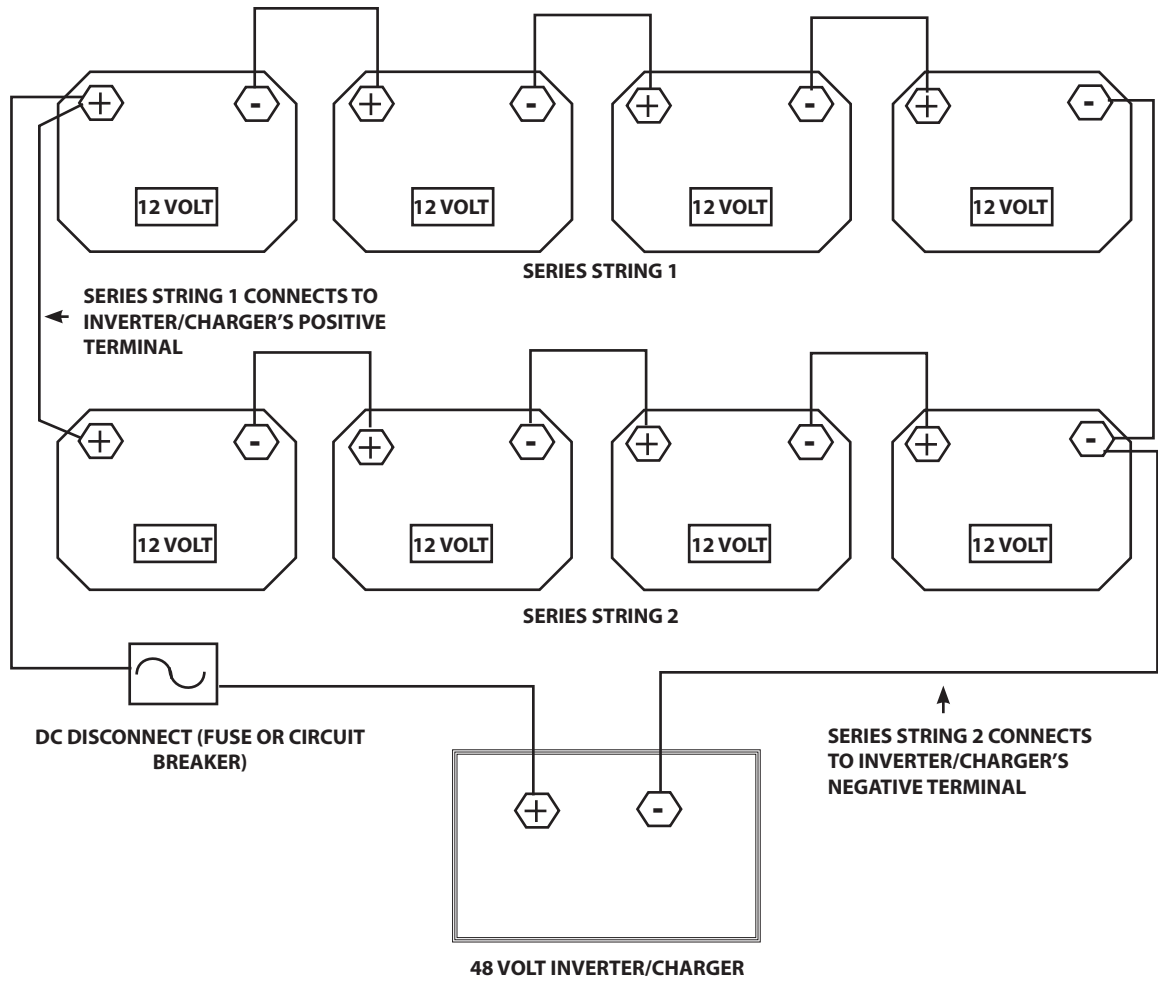 + - + - + - + -
12 VOLT 12 VOLT 12 VOLT 12 VOLT
SERIES STRING 1
SERIES STRING 1 CONNECTS TO
INVERTER/CHARGER’S POSITIVE
TERMINAL
+ - + - + - + -
12 VOLT 12 VOLT 12 VOLT 12 VOLT
SERIES STRING 2
DC DISCONNECT (FUSE OR CIRCUIT
BREAKER)
SERIES STRING 2 CONNECTS
TO INVERTER/CHARGER’S
NEGATIVE TERMINAL
+ -
48 VOLT INVERTER/CHARGER